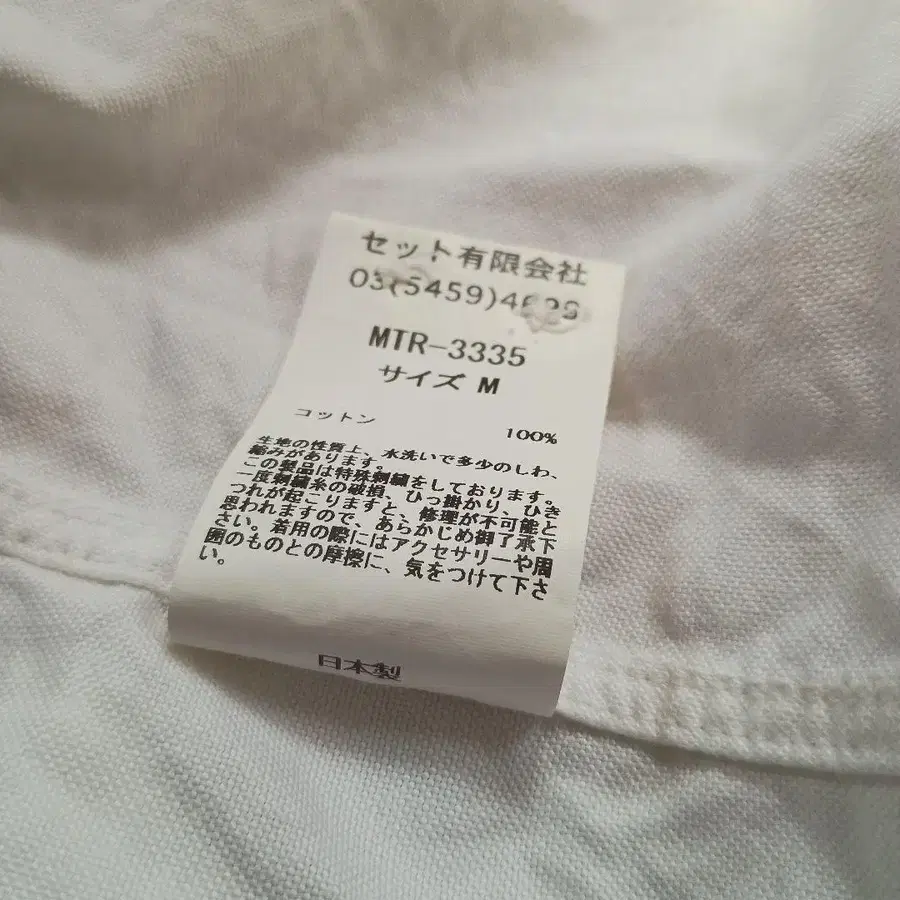 セット有限会社
MTR-3335
サイズ M
コットン 100%
生地の性質上、水洗いで多少のしわ、
縮みがあります。
この製品は特殊刺繍をしております。
一度刺繍糸の破損、ひっ掛かり、ひき
つれが起こりますと、修理が不可能と
思われますので、あらかじめ御了承下
さい。着用の際にはアクセサリーや周
囲のものとの摩擦に、気をつけて下さ
い。
日本製